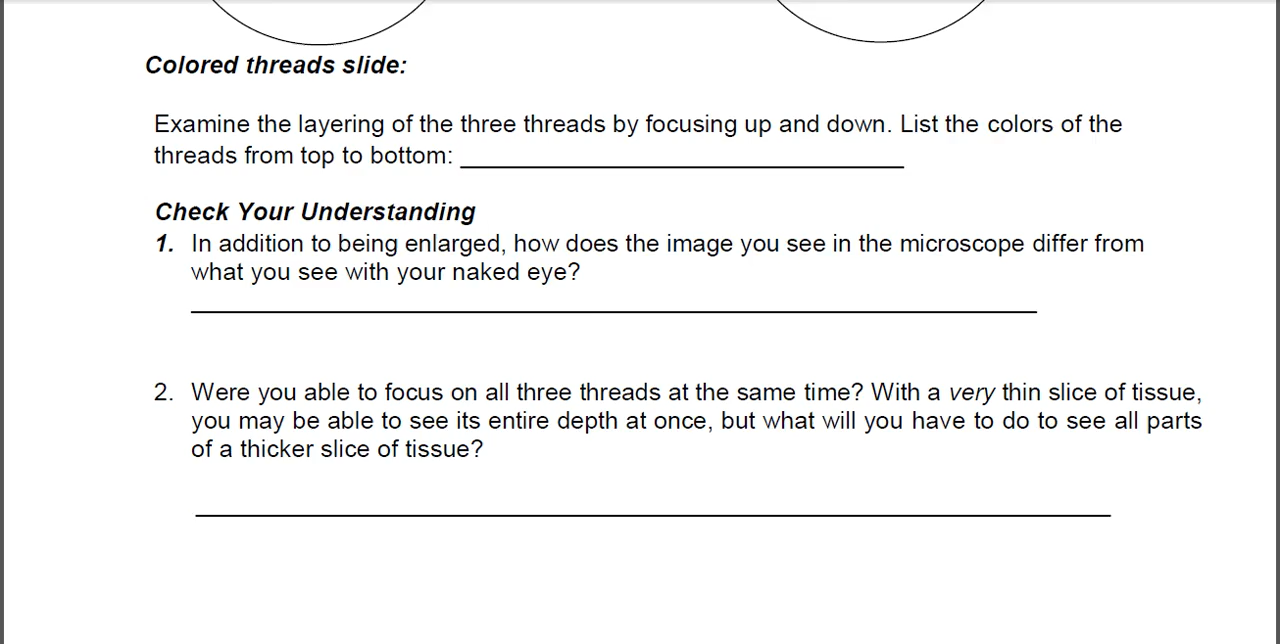 Colored threads slide:
Examine the layering of the three threads by focusing up and down. List the colors of the
threads from top to bottom:
Check Your Understanding
1. In addition to being enlarged, how does the image you see in the microscope differ from
what you see with your naked eye?
2. Were you able to focus on all three threads at the same time? With a very thin slice of tissue,
you may be able to see its entire depth at once, but what will you have to do to see all parts
of a thicker slice of tissue?